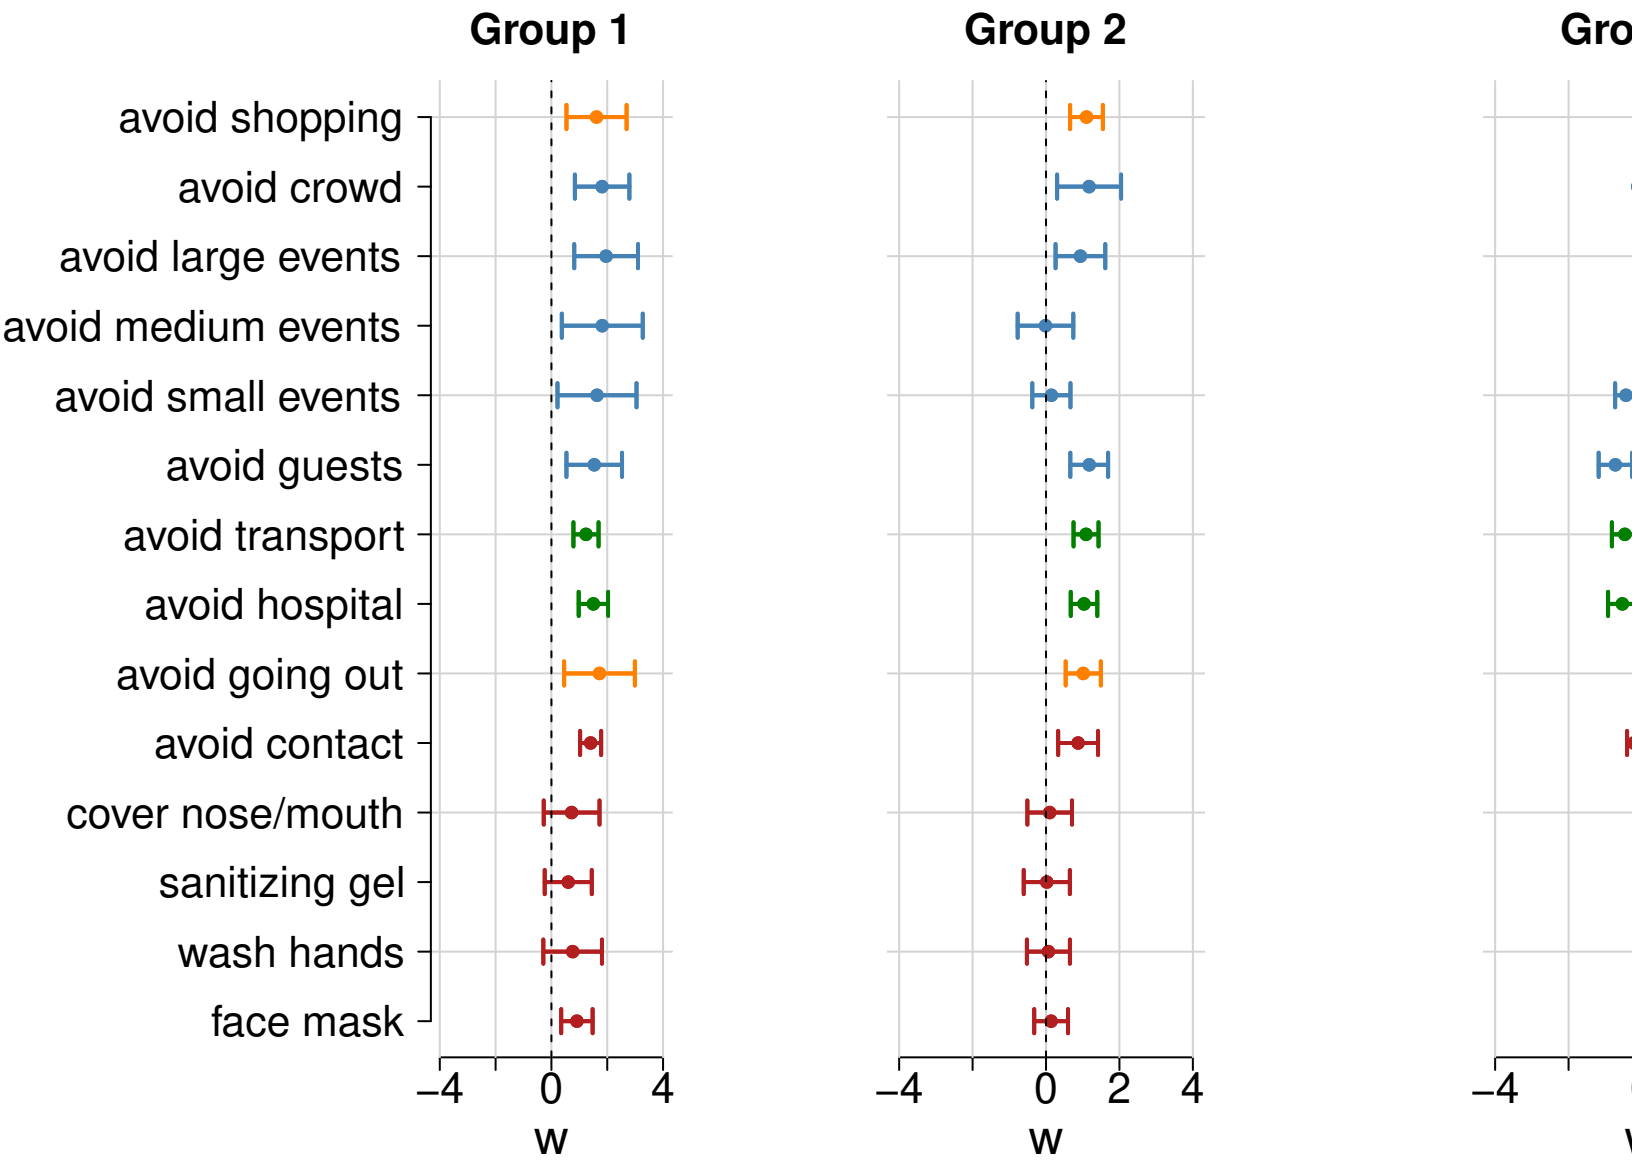 Group 1 Group 2 Gro
avoid shopping
avoid crowd
avoid large events
avoid medium events
avoid small events
avoid guests
avoid transport
avoid hospital
avoid going out
avoid contact
cover nose/mouth
sanitizing gel
wash hands
face mask
−4 0 4 −4 0 2 4 −4
w w